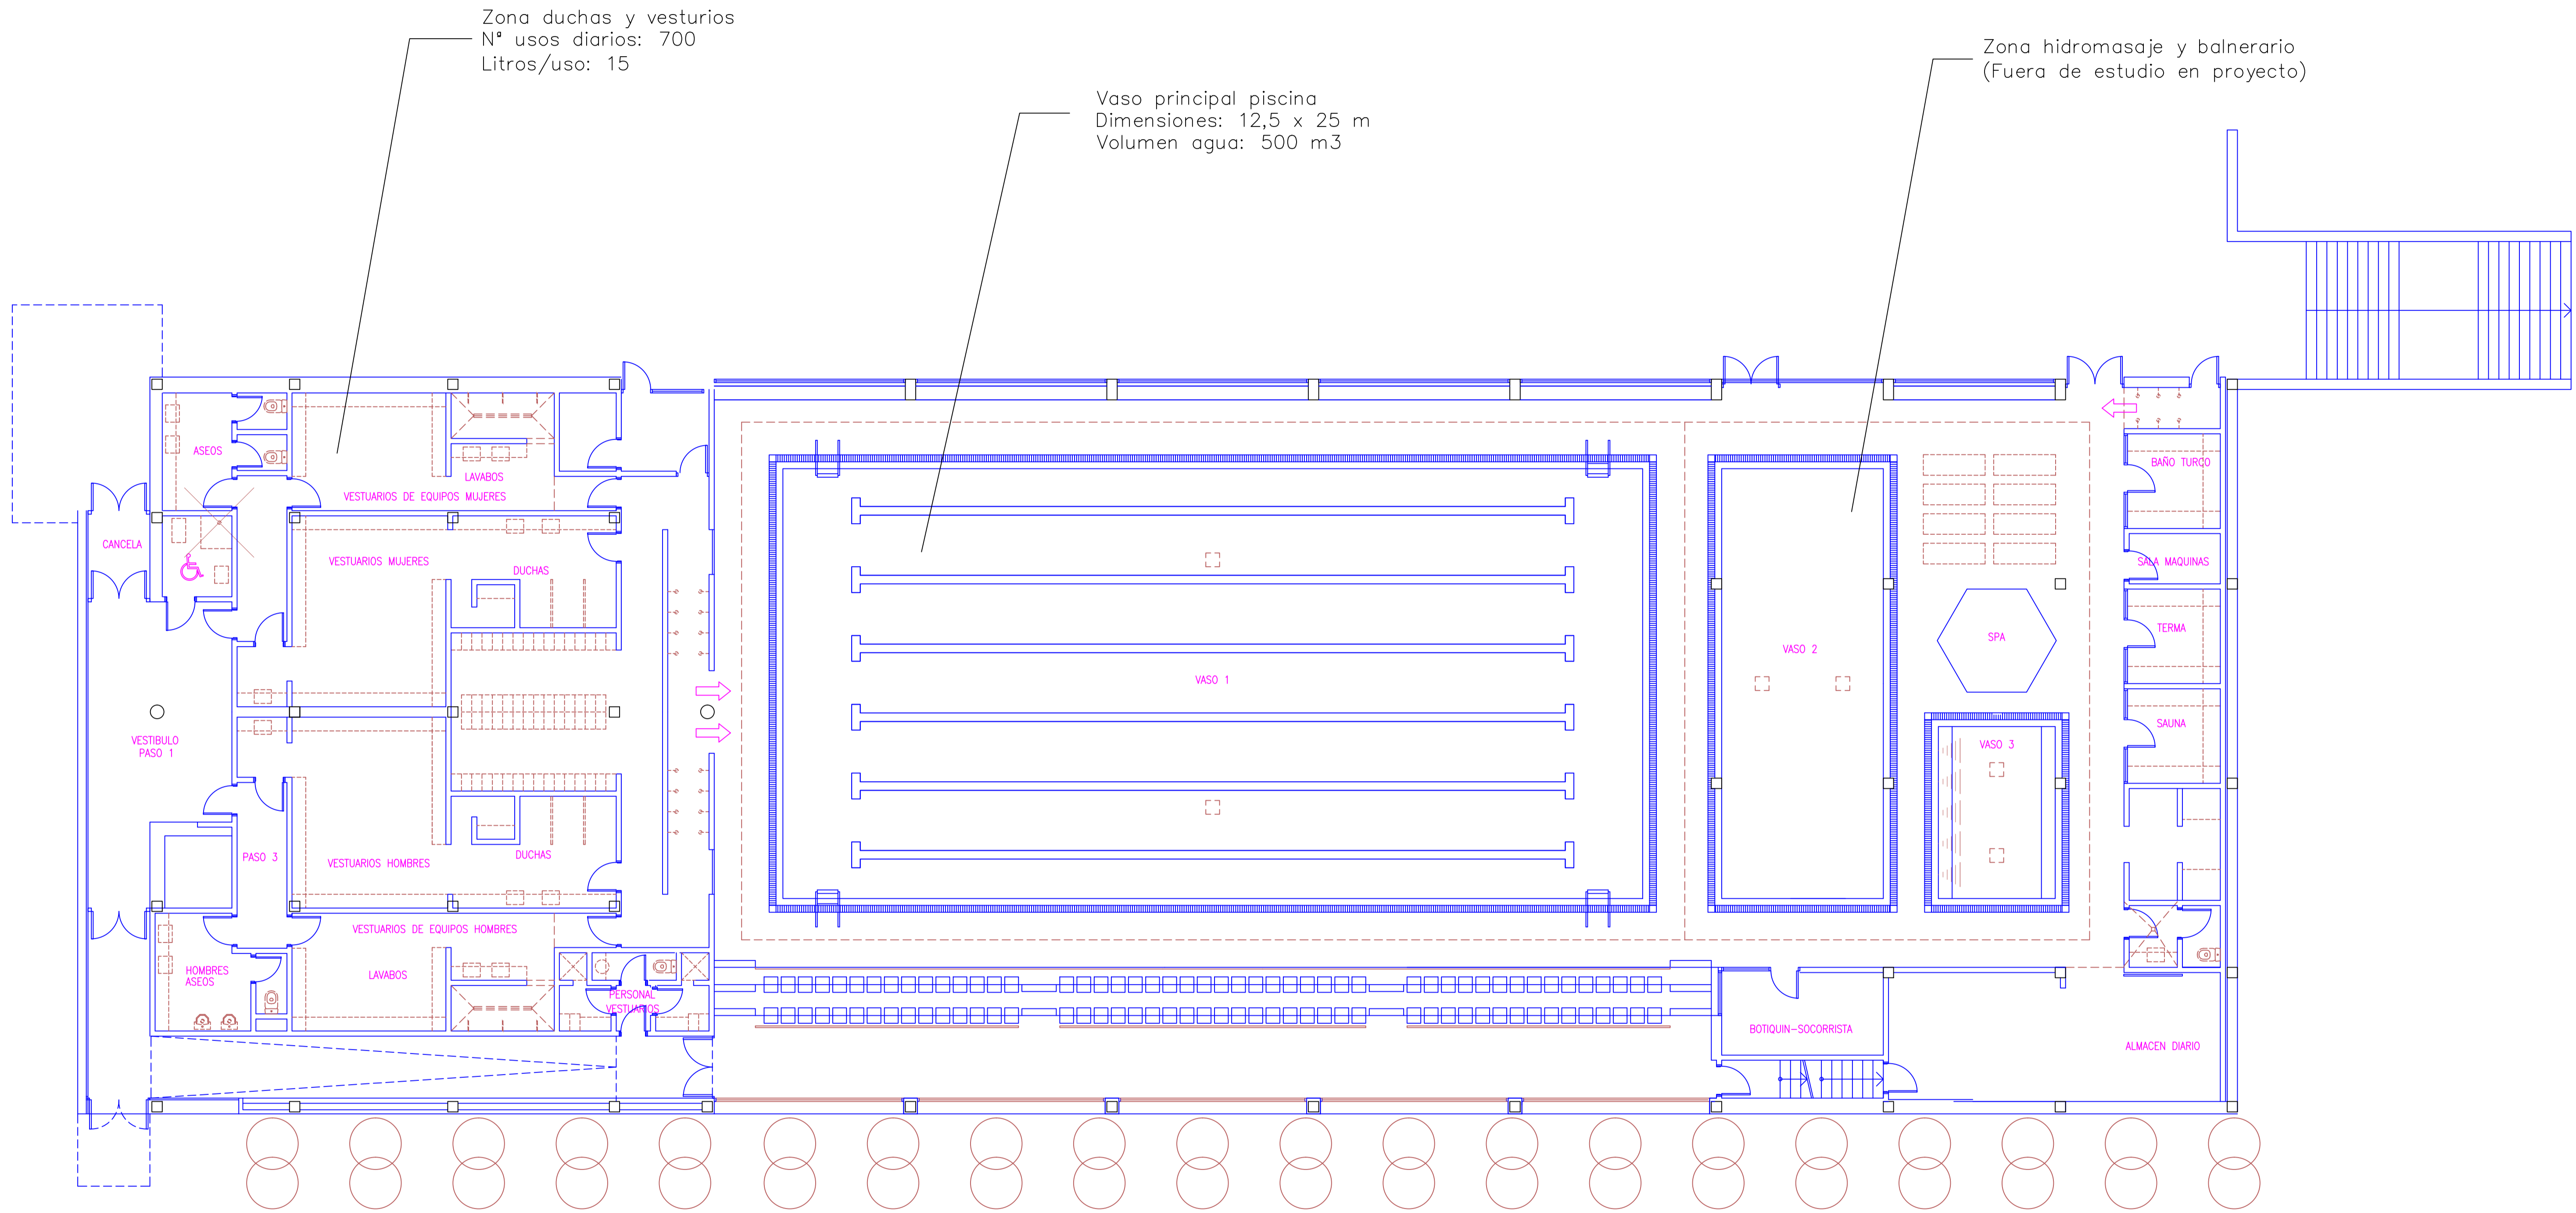 Zona duchas y vesturios
Nº usos diarios: 700
Litros/uso: 15
Vaso principal piscina
Dimensiones: 12,5 x 25 m
Volumen agua: 500 m3
Zona hidromasaje y balnerario
(Fuera de estudio en proyecto)
ASEOS
LAVABOS
VESTUARIOS DE EQUIPOS MUJERES
CANCELA
VESTUARIOS MUJERES
DUCHAS
VESTIBULO
PASO 1
PASO 3
VESTUARIOS HOMBRES
DUCHAS
VESTUARIOS DE EQUIPOS HOMBRES
HOMBRES
ASEOS
LAVABOS
PERSONAL
VESTUARIOS
VASO 1
VASO 2
SPA
VASO 3
BAÑO TURCO
SALA MAQUINAS
TERMA
SAUNA
BOTIQUIN-SOCORRISTA
ALMACEN DIARIO